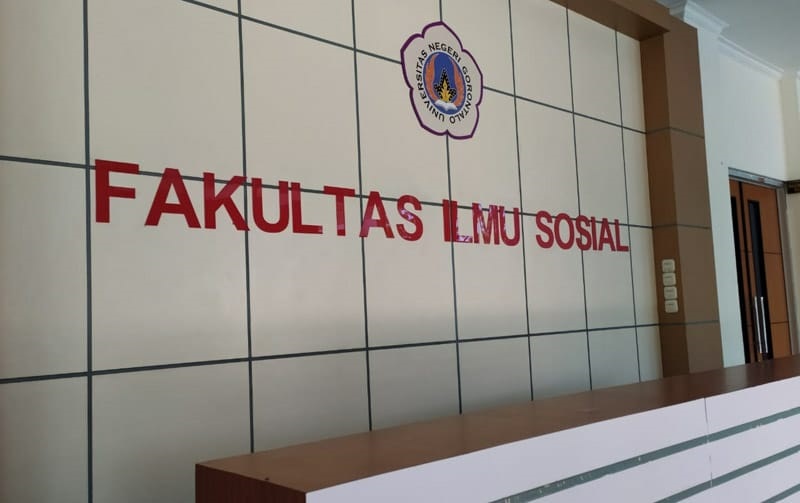 UNIVERSITAS NEGERI GORONTALO
FAKULTAS ILMU SOSIAL